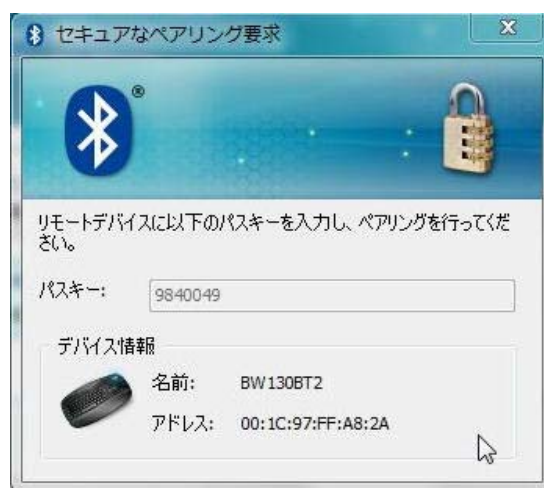 セキュアなペアリング要求
®
リモートデバイスに以下のパスキーを入力し、ペアリングを行ってくだ
さい。
パスキー: 9840049
デバイス情報
名前: BW130BT2
アドレス: 00:1C:97:FF:A8:2A